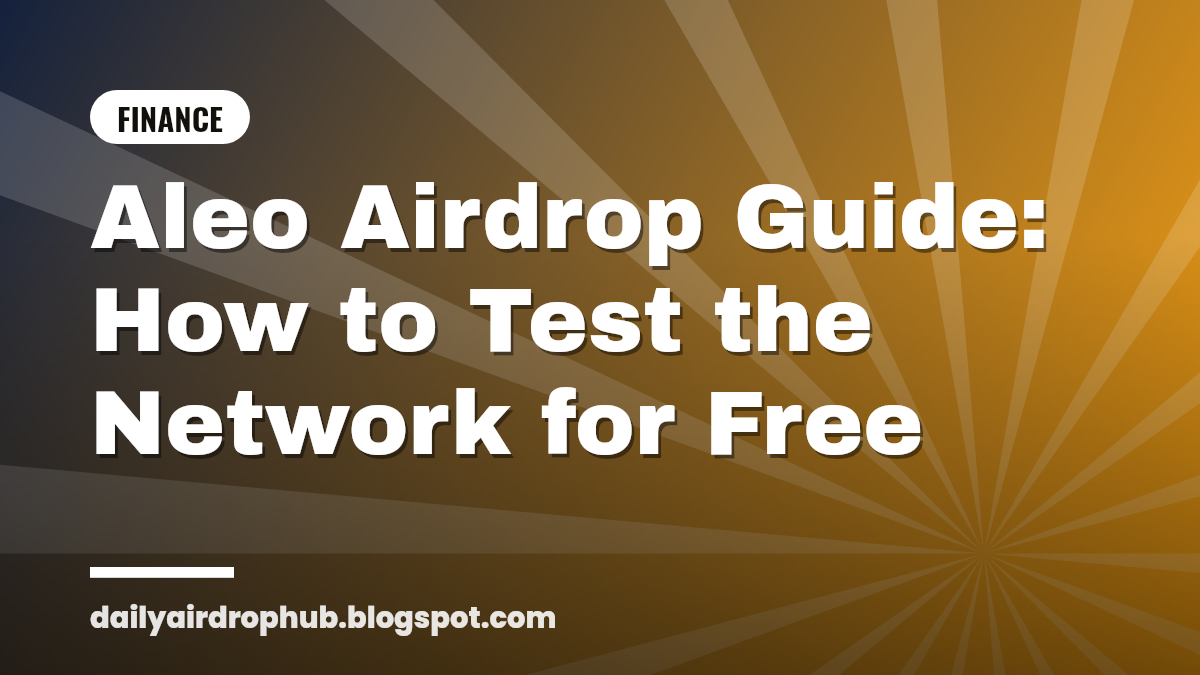 FINANCE
Aleo Airdrop Guide:
How to Test the
Network for Free
dailyairdrophub.blogspot.com